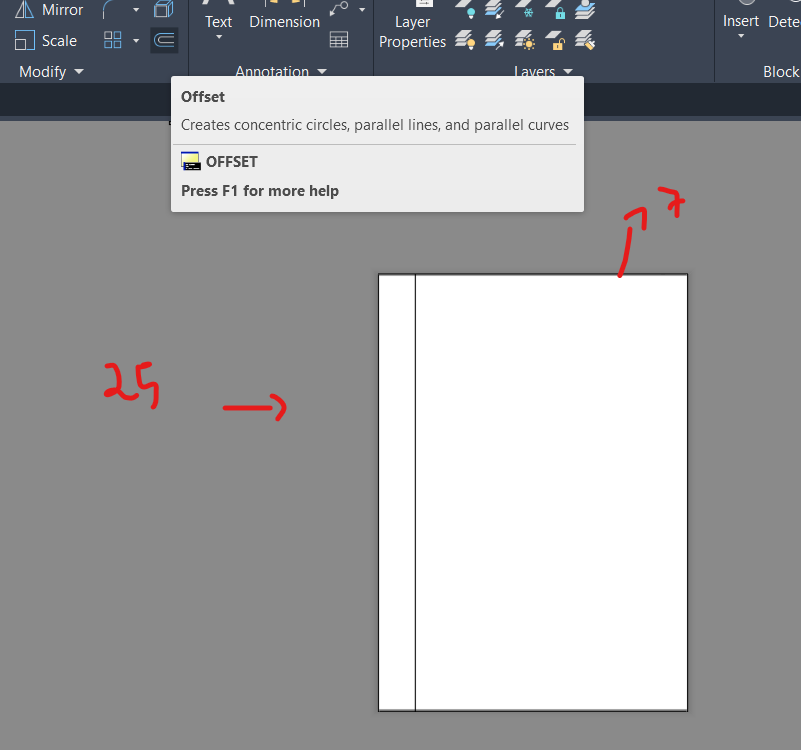 Mirror
Text
Dimension
Layer
Properties
Insert
Scale
Modify
Annotation
Layers
Block
Offset
Creates concentric circles, parallel lines, and parallel curves
OFFSET
Press F1 for more help
7
25